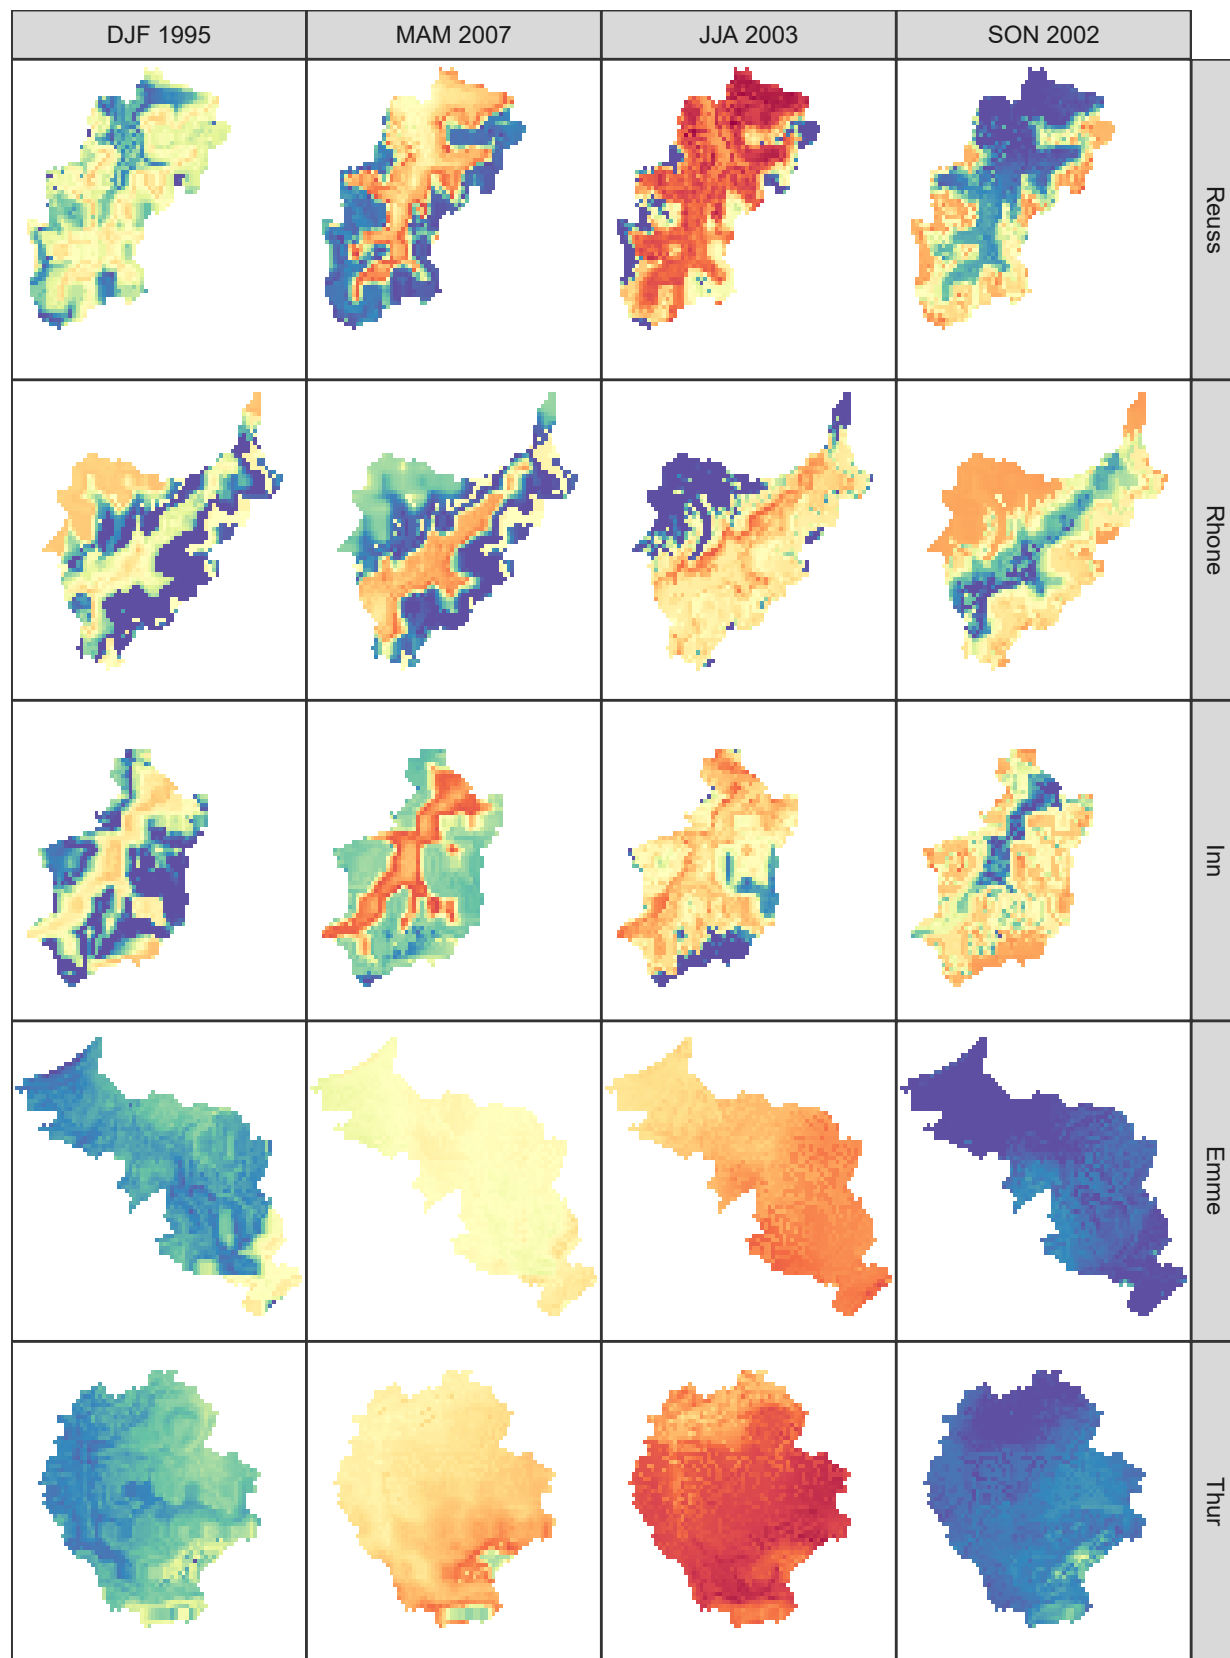 DJF 1995
MAM 2007
JJA 2003
SON 2002
Reuss
Rhone
Inn
Emme
Thur